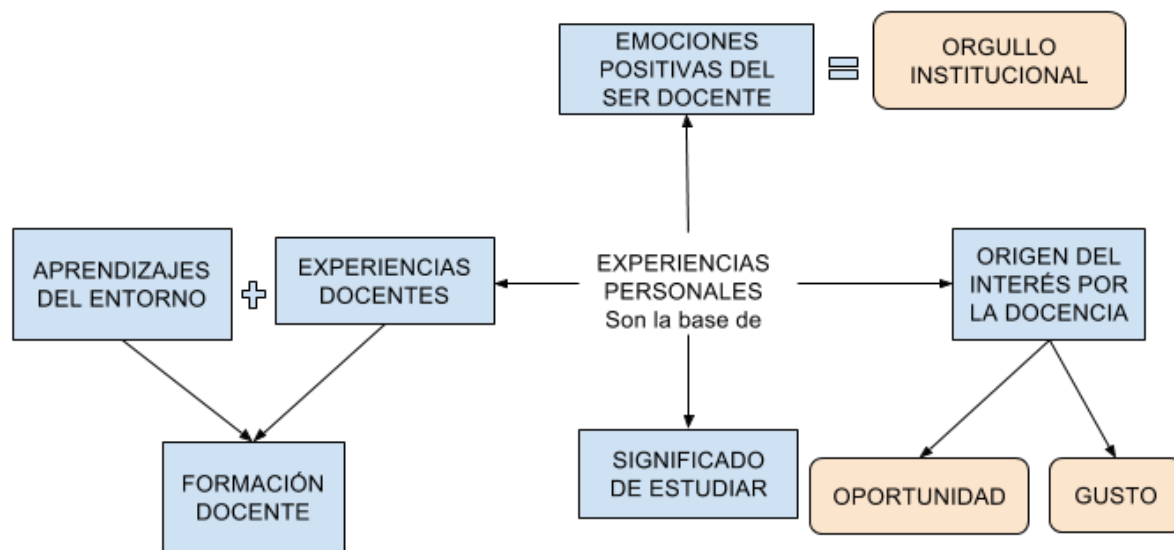 EMOCIONES
POSITIVAS DEL
SER DOCENTE
ORGULLO
INSTITUCIONAL
APRENDIZAJES
DEL ENTORNO
EXPERIENCIAS
DOCENTES
EXPERIENCIAS
PERSONALES
Son la base de
ORIGEN DEL
INTERÉS POR
LA DOCENCIA
FORMACIÓN
DOCENTE
SIGNIFICADO
DE ESTUDIAR
OPORTUNIDAD
GUSTO